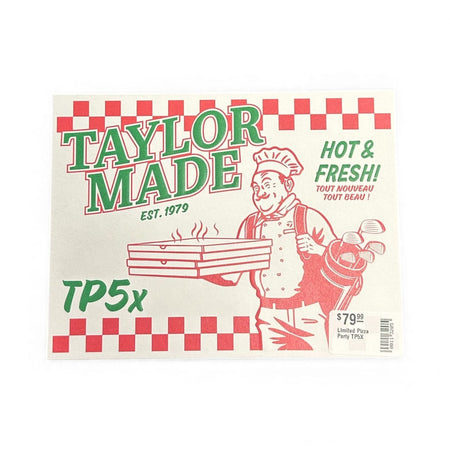 TAYLOR
MADE
EST. 1979
HOT &
FRESH!
TOUT NOUVEAU
TOUT BEAU !
TP5x
$79.99
Limited Pizza
Party TP5X